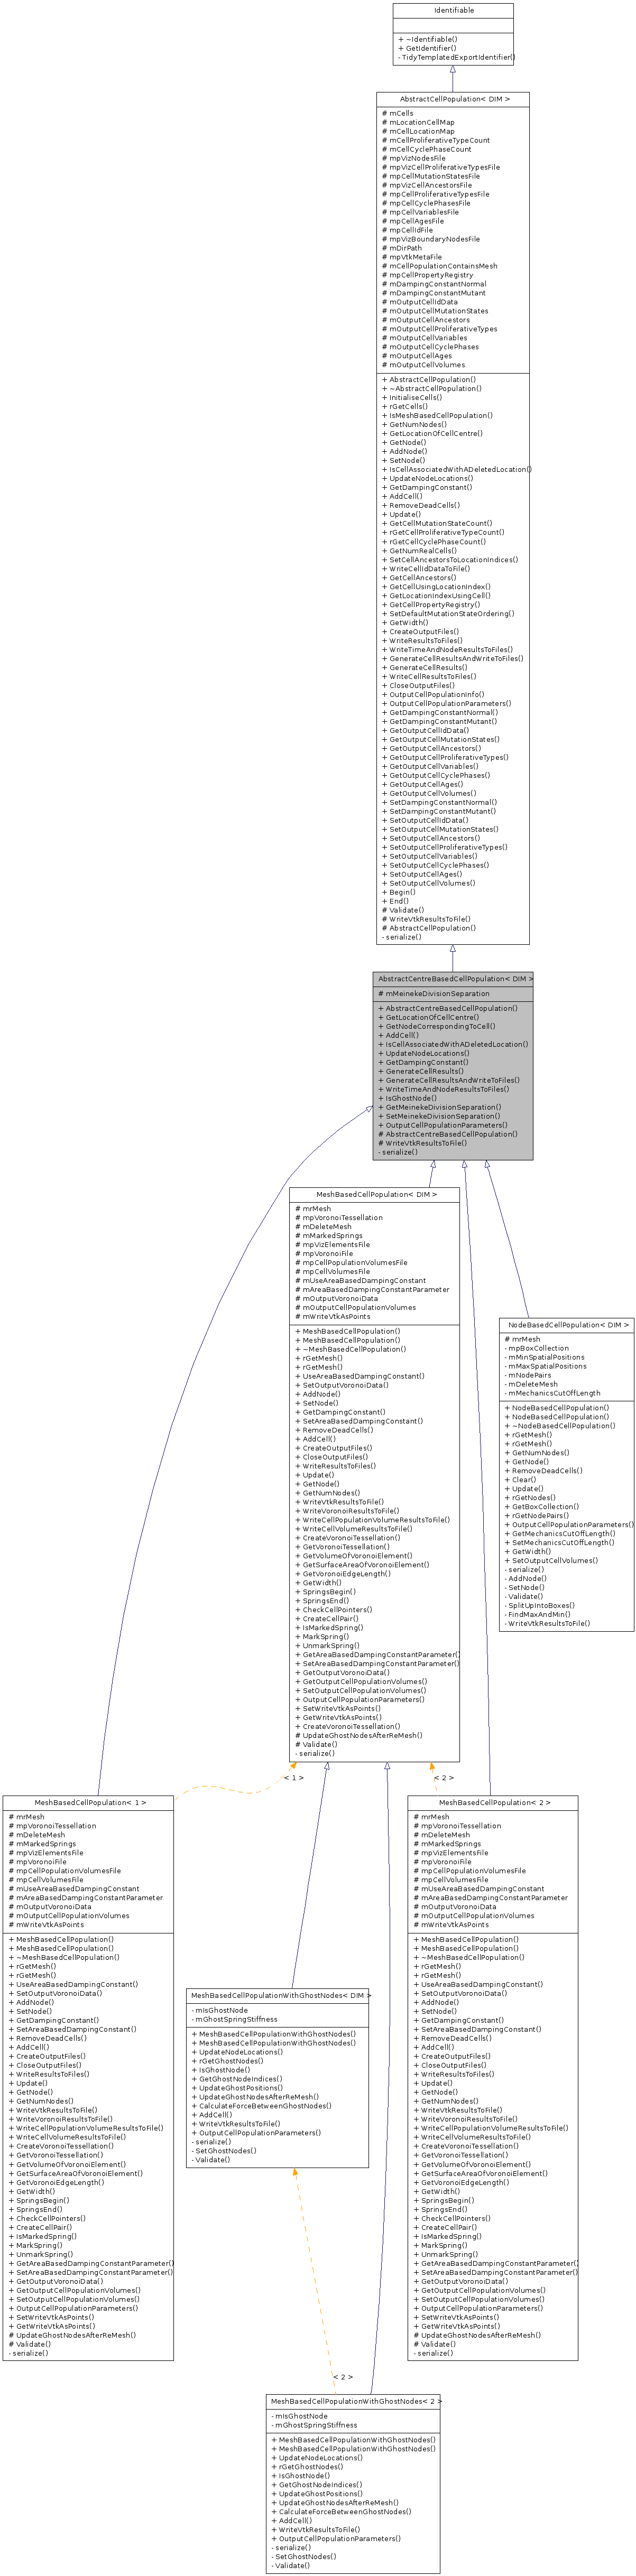 Identifiable
+ ~Identifiable()
+ GetIdentifier()
- TidyTemplatedExportIdentifier()
AbstractCellPopulation< DIM >
# mCells
# mLocationCellMap
# mCellLocationMap
# mCellProliferativeTypeCount
# mCellCyclePhaseCount
# mpVizNodesFile
# mpVizCellProliferativeTypesFile
# mpCellMutationStatesFile
# mpVizCellAncestorsFile
# mpCellProliferativeTypesFile
# mpCellCyclePhasesFile
# mpCellVariablesFile
# mpCellAgesFile
# mpCellIdFile
# mpVizBoundaryNodesFile
# mDirPath
# mpVtkMetaFile
# mCellPopulationContainsMesh
# mpCellPropertyRegistry
# mDampingConstantNormal
# mDampingConstantMutant
# mOutputCellIdData
# mOutputCellMutationStates
# mOutputCellAncestors
# mOutputCellProliferativeTypes
# mOutputCellVariables
# mOutputCellCyclePhases
# mOutputCellAges
# mOutputCellVolumes
+ AbstractCellPopulation()
+ ~AbstractCellPopulation()
+ InitialiseCells()
+ rGetCells()
+ IsMeshBasedCellPopulation()
+ GetNumNodes()
+ GetLocationOfCellCentre()
+ GetNode()
+ AddNode()
+ SetNode()
+ IsCellAssociatedWithADeletedLocation()
+ UpdateNodeLocations()
+ GetDampingConstant()
+ AddCell()
+ RemoveDeadCells()
+ Update()
+ GetCellMutationStateCount()
+ rGetCellProliferativeTypeCount()
+ rGetCellCyclePhaseCount()
+ GetNumRealCells()
+ SetCellAncestorsToLocationIndices()
+ WriteCellIdDataToFile()
+ GetCellAncestors()
+ GetCellUsingLocationIndex()
+ GetLocationIndexUsingCell()
+ GetCellPropertyRegistry()
+ SetDefaultMutationStateOrdering()
+ GetWidth()
+ CreateOutputFiles()
+ WriteResultsToFiles()
+ WriteTimeAndNodeResultsToFiles()
+ GenerateCellResultsAndWriteToFiles()
+ GenerateCellResults()
+ WriteCellResultsToFiles()
+ CloseOutputFiles()
+ OutputCellPopulationInfo()
+ OutputCellPopulationParameters()
+ GetDampingConstantNormal()
+ GetDampingConstantMutant()
+ GetOutputCellIdData()
+ GetOutputCellMutationStates()
+ GetOutputCellAncestors()
+ GetOutputCellProliferativeTypes()
+ GetOutputCellVariables()
+ GetOutputCellCyclePhases()
+ GetOutputCellAges()
+ GetOutputCellVolumes()
+ SetDampingConstantNormal()
+ SetDampingConstantMutant()
+ SetOutputCellIdData()
+ SetOutputCellMutationStates()
+ SetOutputCellAncestors()
+ SetOutputCellProliferativeTypes()
+ SetOutputCellVariables()
+ SetOutputCellCyclePhases()
+ SetOutputCellAges()
+ SetOutputCellVolumes()
+ Begin()
+ End()
# Validate()
# WriteVtkResultsToFile()
# AbstractCellPopulation()
- serialize()
AbstractCentreBasedCellPopulation< DIM >
# mMeinekeDivisionSeparation
+ AbstractCentreBasedCellPopulation()
+ GetLocationOfCellCentre()
+ GetNodeCorrespondingToCell()
+ AddCell()
+ IsCellAssociatedWithADeletedLocation()
+ UpdateNodeLocations()
+ GetDampingConstant()
+ GenerateCellResults()
+ GenerateCellResultsAndWriteToFiles()
+ WriteTimeAndNodeResultsToFiles()
+ IsGhostNode()
+ GetMeinekeDivisionSeparation()
+ SetMeinekeDivisionSeparation()
+ OutputCellPopulationParameters()
# AbstractCentreBasedCellPopulation()
# WriteVtkResultsToFile()
- serialize()
MeshBasedCellPopulation< DIM >
# mrMesh
# mpVoronoiTessellation
# mDeleteMesh
# mMarkedSprings
# mpVizElementsFile
# mpVoronoiFile
# mpCellPopulationVolumesFile
# mpCellVolumesFile
# mUseAreaBasedDampingConstant
# mAreaBasedDampingConstantParameter
# mOutputVoronoiData
# mOutputCellPopulationVolumes
# mWriteVtkAsPoints
+ MeshBasedCellPopulation()
+ MeshBasedCellPopulation()
+ ~MeshBasedCellPopulation()
+ rGetMesh()
+ rGetMesh()
+ UseAreaBasedDampingConstant()
+ SetOutputVoronoiData()
+ AddNode()
+ SetNode()
+ GetDampingConstant()
+ SetAreaBasedDampingConstant()
+ RemoveDeadCells()
+ AddCell()
+ CreateOutputFiles()
+ CloseOutputFiles()
+ WriteResultsToFiles()
+ Update()
+ GetNode()
+ GetNumNodes()
+ WriteVtkResultsToFile()
+ WriteVoronoiResultsToFile()
+ WriteCellPopulationVolumeResultsToFile()
+ WriteCellVolumeResultsToFile()
+ CreateVoronoiTessellation()
+ GetVoronoiTessellation()
+ GetVolumeOfVoronoiElement()
+ GetSurfaceAreaOfVoronoiElement()
+ GetVoronoiEdgeLength()
+ GetWidth()
+ SpringsBegin()
+ SpringsEnd()
+ CheckCellPointers()
+ CreateCellPair()
+ IsMarkedSpring()
+ MarkSpring()
+ UnmarkSpring()
+ GetAreaBasedDampingConstantParameter()
+ SetAreaBasedDampingConstantParameter()
+ GetOutputVoronoiData()
+ GetOutputCellPopulationVolumes()
+ SetOutputCellPopulationVolumes()
+ OutputCellPopulationParameters()
+ SetWriteVtkAsPoints()
+ GetWriteVtkAsPoints()
+ CreateVoronoiTessellation()
# UpdateGhostNodesAfterReMesh()
# Validate()
- serialize()
NodeBasedCellPopulation< DIM >
# mrMesh
- mpBoxCollection
- mMinSpatialPositions
- mMaxSpatialPositions
- mNodePairs
- mDeleteMesh
- mMechanicsCutOffLength
+ NodeBasedCellPopulation()
+ NodeBasedCellPopulation()
+ ~NodeBasedCellPopulation()
+ rGetMesh()
+ rGetMesh()
+ GetNumNodes()
+ GetNode()
+ RemoveDeadCells()
+ Clear()
+ Update()
+ rGetNodes()
+ GetBoxCollection()
+ rGetNodePairs()
+ OutputCellPopulationParameters()
+ GetMechanicsCutOffLength()
+ SetMechanicsCutOffLength()
+ GetWidth()
+ SetOutputCellVolumes()
- serialize()
- AddNode()
- SetNode()
- Validate()
- SplitUpIntoBoxes()
- FindMaxAndMin()
- WriteVtkResultsToFile()
< 1 >
< 2 >
MeshBasedCellPopulation< 1 >
# mrMesh
# mpVoronoiTessellation
# mDeleteMesh
# mMarkedSprings
# mpVizElementsFile
# mpVoronoiFile
# mpCellPopulationVolumesFile
# mpCellVolumesFile
# mUseAreaBasedDampingConstant
# mAreaBasedDampingConstantParameter
# mOutputVoronoiData
# mOutputCellPopulationVolumes
# mWriteVtkAsPoints
+ MeshBasedCellPopulation()
+ MeshBasedCellPopulation()
+ ~MeshBasedCellPopulation()
+ rGetMesh()
+ rGetMesh()
+ UseAreaBasedDampingConstant()
+ SetOutputVoronoiData()
+ AddNode()
+ SetNode()
+ GetDampingConstant()
+ SetAreaBasedDampingConstant()
+ RemoveDeadCells()
+ AddCell()
+ CreateOutputFiles()
+ CloseOutputFiles()
+ WriteResultsToFiles()
+ Update()
+ GetNode()
+ GetNumNodes()
+ WriteVtkResultsToFile()
+ WriteVoronoiResultsToFile()
+ WriteCellPopulationVolumeResultsToFile()
+ WriteCellVolumeResultsToFile()
+ CreateVoronoiTessellation()
+ GetVoronoiTessellation()
+ GetVolumeOfVoronoiElement()
+ GetSurfaceAreaOfVoronoiElement()
+ GetVoronoiEdgeLength()
+ GetWidth()
+ SpringsBegin()
+ SpringsEnd()
+ CheckCellPointers()
+ CreateCellPair()
+ IsMarkedSpring()
+ MarkSpring()
+ UnmarkSpring()
+ GetAreaBasedDampingConstantParameter()
+ SetAreaBasedDampingConstantParameter()
+ GetOutputVoronoiData()
+ GetOutputCellPopulationVolumes()
+ SetOutputCellPopulationVolumes()
+ OutputCellPopulationParameters()
+ SetWriteVtkAsPoints()
+ GetWriteVtkAsPoints()
# UpdateGhostNodesAfterReMesh()
# Validate()
- serialize()
MeshBasedCellPopulation< 2 >
# mrMesh
# mpVoronoiTessellation
# mDeleteMesh
# mMarkedSprings
# mpVizElementsFile
# mpVoronoiFile
# mpCellPopulationVolumesFile
# mpCellVolumesFile
# mUseAreaBasedDampingConstant
# mAreaBasedDampingConstantParameter
# mOutputVoronoiData
# mOutputCellPopulationVolumes
# mWriteVtkAsPoints
+ MeshBasedCellPopulation()
+ MeshBasedCellPopulation()
+ ~MeshBasedCellPopulation()
+ rGetMesh()
+ rGetMesh()
+ UseAreaBasedDampingConstant()
+ SetOutputVoronoiData()
+ AddNode()
+ SetNode()
+ GetDampingConstant()
+ SetAreaBasedDampingConstant()
+ RemoveDeadCells()
+ AddCell()
+ CreateOutputFiles()
+ CloseOutputFiles()
+ WriteResultsToFiles()
+ Update()
+ GetNode()
+ GetNumNodes()
+ WriteVtkResultsToFile()
+ WriteVoronoiResultsToFile()
+ WriteCellPopulationVolumeResultsToFile()
+ WriteCellVolumeResultsToFile()
+ CreateVoronoiTessellation()
+ GetVoronoiTessellation()
+ GetVolumeOfVoronoiElement()
+ GetSurfaceAreaOfVoronoiElement()
+ GetVoronoiEdgeLength()
+ GetWidth()
+ SpringsBegin()
+ SpringsEnd()
+ CheckCellPointers()
+ CreateCellPair()
+ IsMarkedSpring()
+ MarkSpring()
+ UnmarkSpring()
+ GetAreaBasedDampingConstantParameter()
+ SetAreaBasedDampingConstantParameter()
+ GetOutputVoronoiData()
+ GetOutputCellPopulationVolumes()
+ SetOutputCellPopulationVolumes()
+ OutputCellPopulationParameters()
+ SetWriteVtkAsPoints()
+ GetWriteVtkAsPoints()
# UpdateGhostNodesAfterReMesh()
# Validate()
- serialize()
MeshBasedCellPopulationWithGhostNodes< DIM >
- mIsGhostNode
- mGhostSpringStiffness
+ MeshBasedCellPopulationWithGhostNodes()
+ MeshBasedCellPopulationWithGhostNodes()
+ UpdateNodeLocations()
+ rGetGhostNodes()
+ IsGhostNode()
+ GetGhostNodeIndices()
+ UpdateGhostPositions()
+ UpdateGhostNodesAfterReMesh()
+ CalculateForceBetweenGhostNodes()
+ AddCell()
+ WriteVtkResultsToFile()
+ OutputCellPopulationParameters()
- serialize()
- SetGhostNodes()
- Validate()
< 2 >
MeshBasedCellPopulationWithGhostNodes< 2 >
- mIsGhostNode
- mGhostSpringStiffness
+ MeshBasedCellPopulationWithGhostNodes()
+ MeshBasedCellPopulationWithGhostNodes()
+ UpdateNodeLocations()
+ rGetGhostNodes()
+ IsGhostNode()
+ GetGhostNodeIndices()
+ UpdateGhostPositions()
+ UpdateGhostNodesAfterReMesh()
+ CalculateForceBetweenGhostNodes()
+ AddCell()
+ WriteVtkResultsToFile()
+ OutputCellPopulationParameters()
- serialize()
- SetGhostNodes()
- Validate()